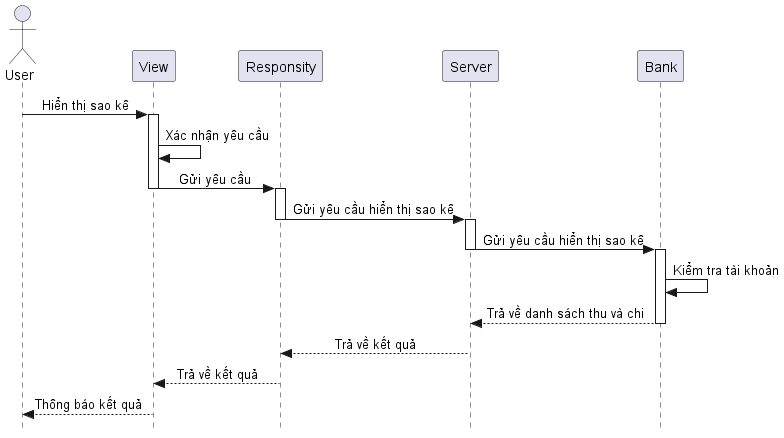 User
View
Responsity
Server
Bank
Hiển thị sao kê
Xác nhận yêu cầu
Gửi yêu cầu
Gửi yêu cầu hiển thị sao kê
Gửi yêu cầu hiển thị sao kê
Kiểm tra tài khoản
Trả về danh sách thu và chi
Trả về kết quả
Trả về kết quả
Thông báo kết quả